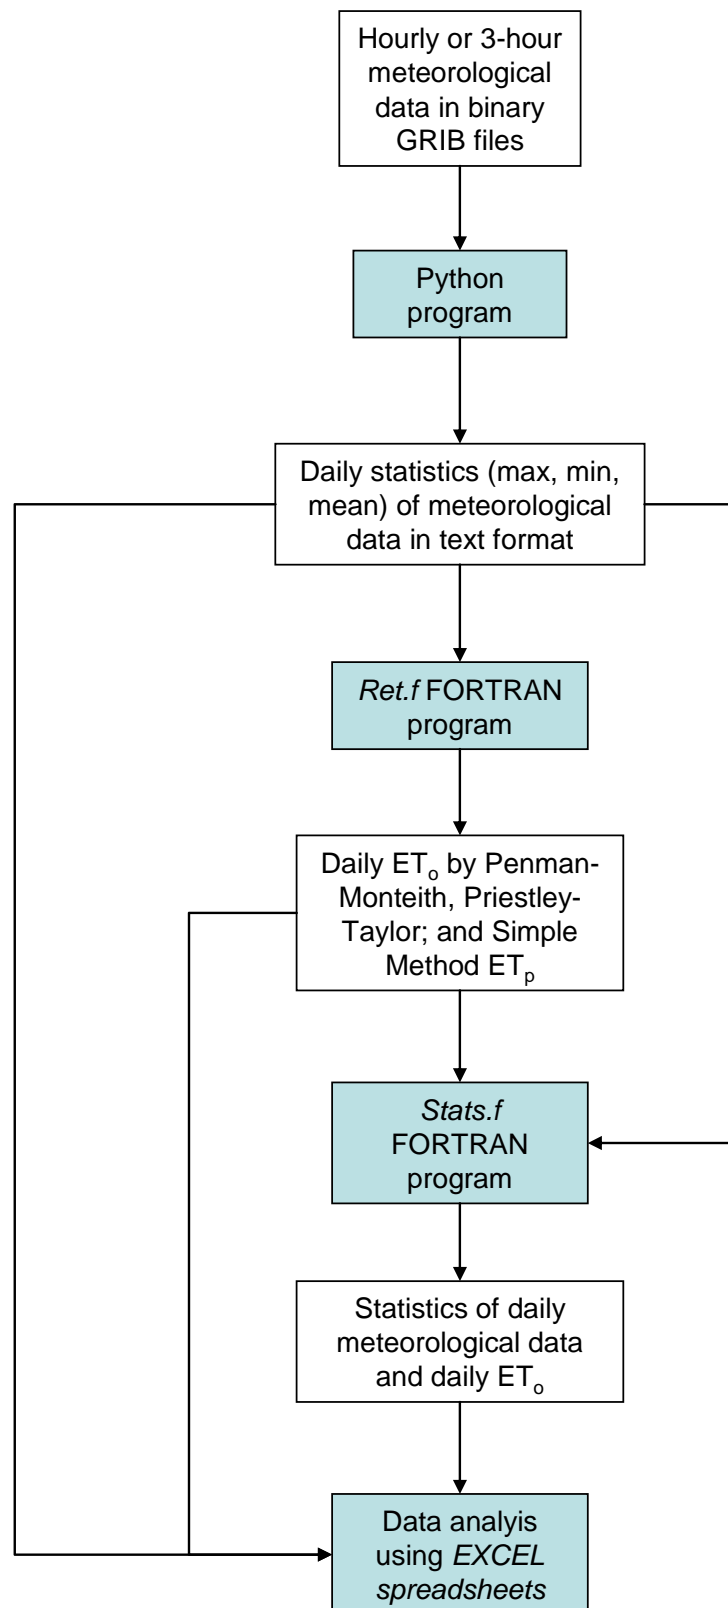 Hourly or 3-hour
meteorological
data in binary
GRIB files
Python
program
Daily statistics (max, min,
mean) of meteorological
data in text format
Ret.f FORTRAN
program
Daily ETo by Penman-
Monteith, Priestley-
Taylor; and Simple
Method ETp
Stats.f
FORTRAN
program
Statistics of daily
meteorological data
and daily ETo
Data analyis
using EXCEL
spreadsheets